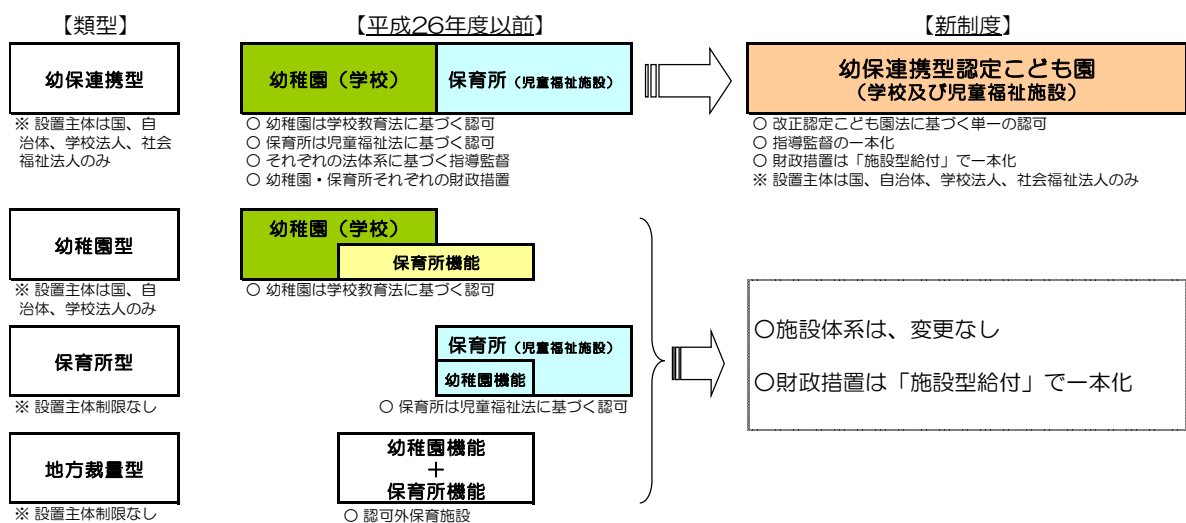 【類型】
【平成26年度以前】
【新制度】
幼保連携型
※ 設置主体は国、自
治体、学校法人、社会
福祉法人のみ
幼稚園（学校）
保育所（児童福祉施設）
○ 幼稚園は学校教育法に基づく認可
○ 保育所は児童福祉法に基づく認可
○ それぞれの法体系に基づく指導監督
○ 幼稚園・保育所それぞれの財政措置
幼保連携型認定こども園
（学校及び児童福祉施設）
○ 改正認定こども園法に基づく単一の認可
○ 指導監督の一本化
○ 財政措置は「施設型給付」で一本化
※ 設置主体は国、自治体、学校法人、社会福祉法人のみ
幼稚園型
※ 設置主体は国、自
治体、学校法人のみ
幼稚園（学校）
保育所機能
○ 幼稚園は学校教育法に基づく認可
保育所型
※ 設置主体制限なし
保育所（児童福祉施設）
幼稚園機能
○ 保育所は児童福祉法に基づく認可
地方裁量型
※ 設置主体制限なし
幼稚園機能
＋
保育所機能
○ 認可外保育施設
○施設体系は、変更なし
○財政措置は「施設型給付」で一本化